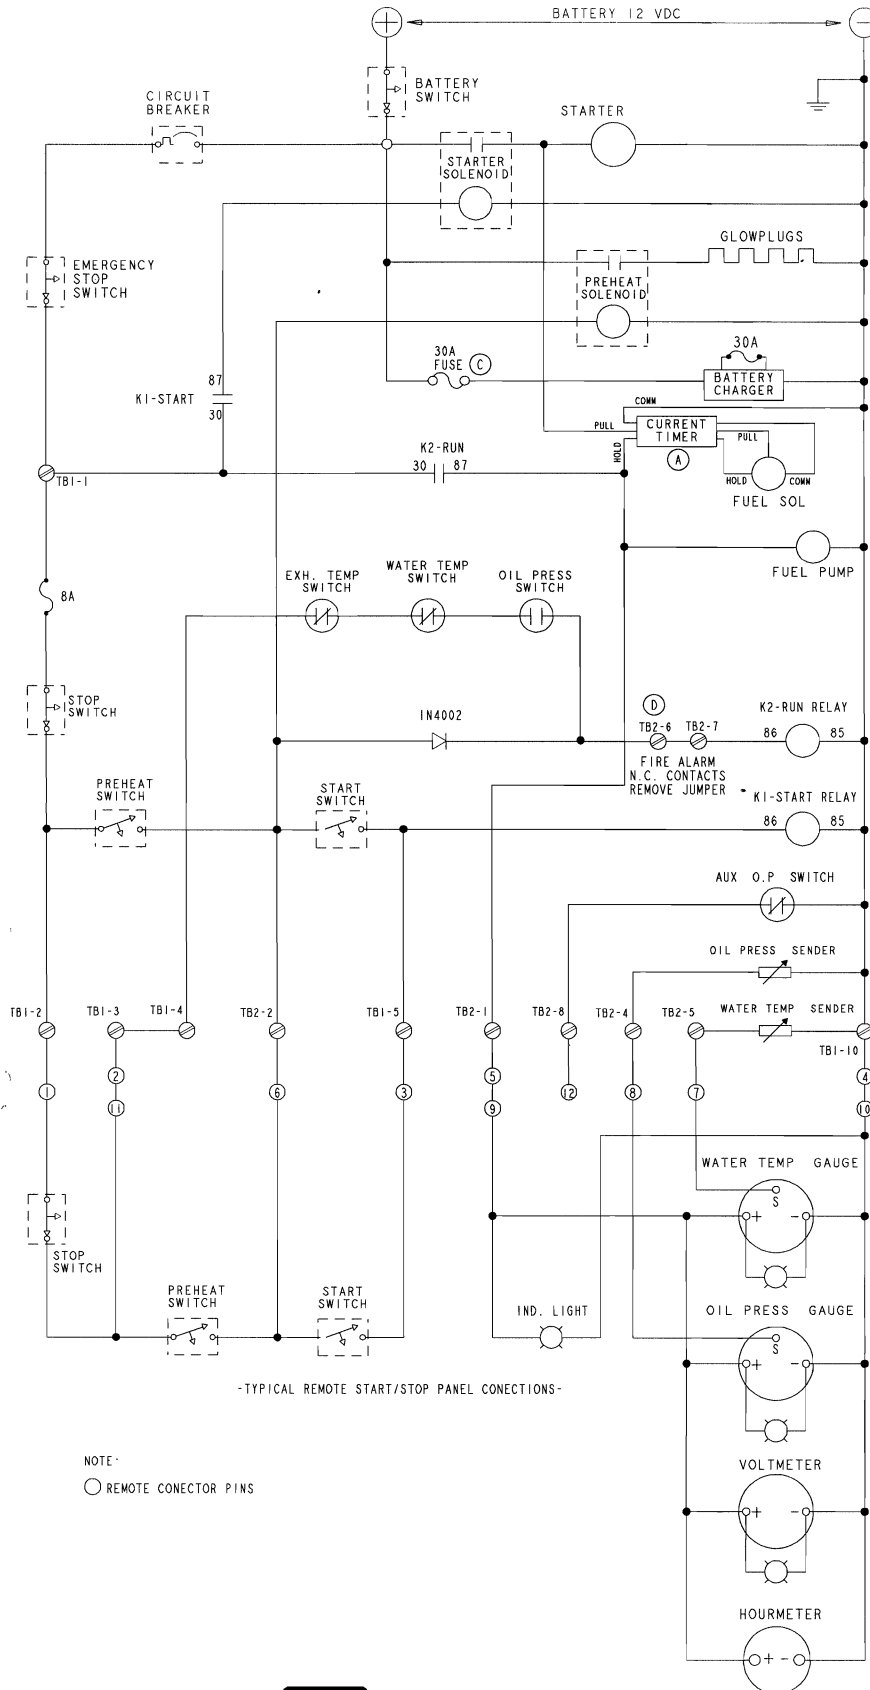 BATTERY 12 VDC
+
-
BATTERY
SWITCH
CIRCUIT
BREAKER
STARTER
STARTER
SOLENOID
GLOWPLUGS
EMERGENCY
STOP
SWITCH
PREHEAT
SOLENOID
30A
FUSE
C
30A
BATTERY
CHARGER
87
K1-START
30
COMM
PULL
CURRENT
TIMER
PULL
HOLD
A
HOLD
COMM
FUEL SOL
K2-RUN
30 87
TB1-1
FUEL PUMP
8A
EXH. TEMP
SWITCH
WATER TEMP
SWITCH
OIL PRESS
SWITCH
STOP
SWITCH
IN4002
D
TB2-6 TB2-7
FIRE ALARM
N.C. CONTACTS
REMOVE JUMPER
K2-RUN RELAY
86 85
PREHEAT
SWITCH
START
SWITCH
K1-START RELAY
86 85
AUX O.P SWITCH
OIL PRESS SENDER
WATER TEMP SENDER
TB1-2 TB1-3 TB1-4 TB2-2 TB1-5 TB2-1 TB2-8 TB2-4 TB2-5
TB1-10
2 5 4
1 6 3 12 8 7
11 9 10
WATER TEMP GAUGE
S
+ -
STOP
SWITCH
PREHEAT
SWITCH
START
SWITCH
IND. LIGHT
OIL PRESS GAUGE
S
+ -
-TYPICAL REMOTE START/STOP PANEL CONECTIONS-
NOTE-
REMOTE CONECTOR PINS
VOLTMETER
+ -
HOURMETER
+ -